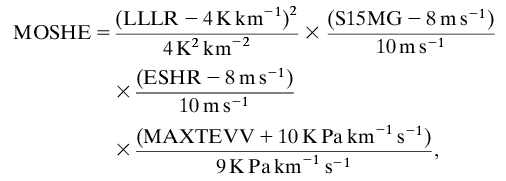 MOSHE = (LLLR − 4 K km⁻¹)² / 4 K² km⁻² × (S15MG − 8 m s⁻¹) / 10 m s⁻¹
× (ESHR − 8 m s⁻¹) / 10 m s⁻¹
× (MAXTEVV + 10 K Pa km⁻¹ s⁻¹) / 9 K Pa km⁻¹ s⁻¹,